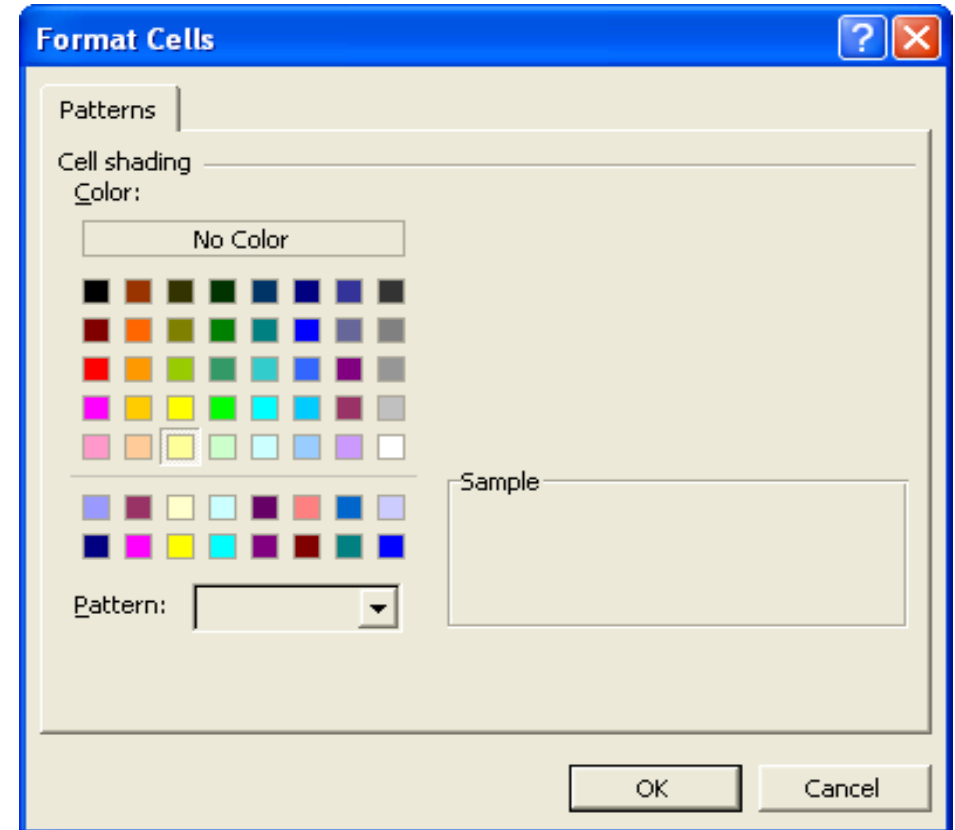 Format Cells
Patterns
Cell shading
Color:
No Color
Sample
Pattern:
OK Cancel